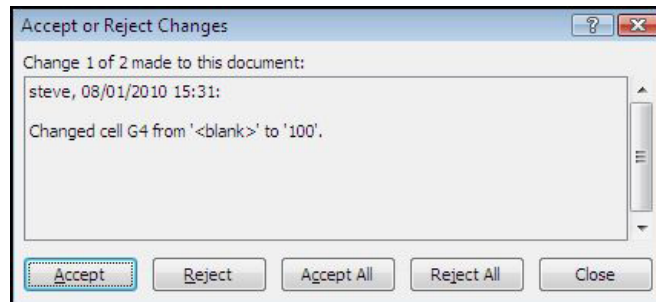 Accept or Reject Changes
Change 1 of 2 made to this document:
steve, 08/01/2010 15:31:
Changed cell G4 from '<blank>' to '100'.
Accept Reject Accept All Reject All Close